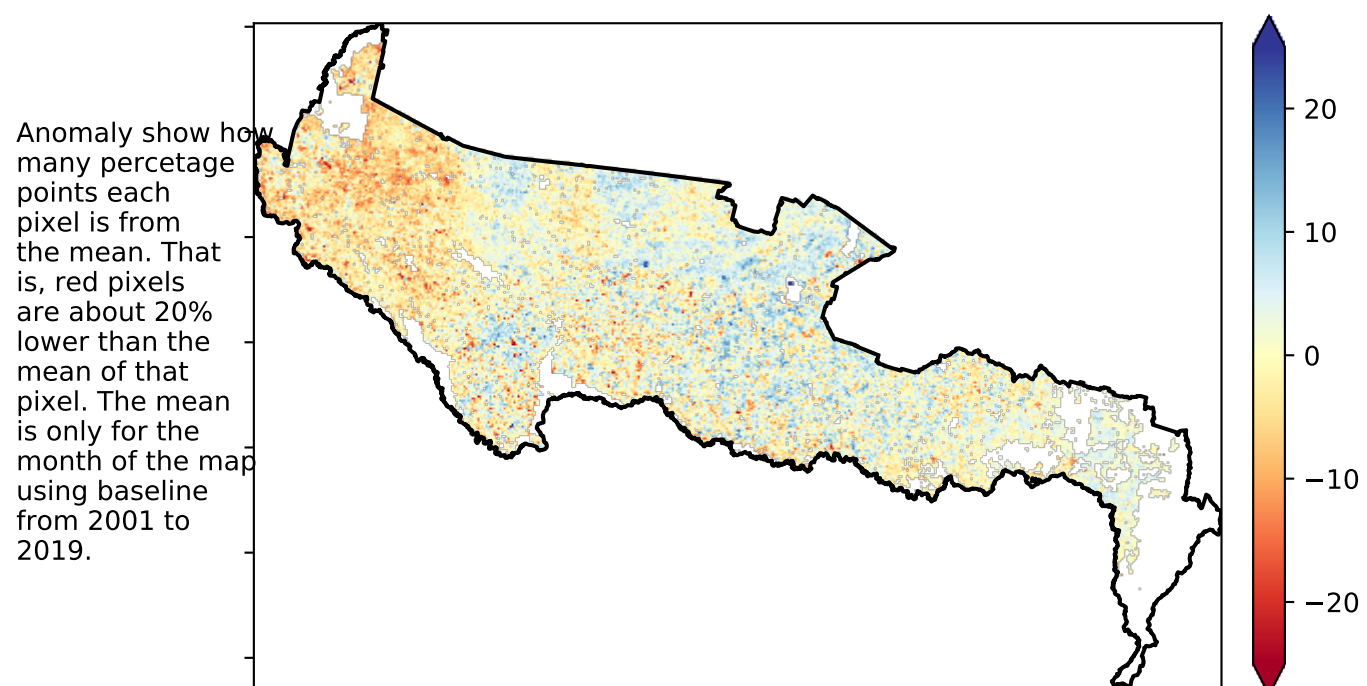 Anomaly show how
many percetage
points each
pixel is from
the mean. That
is, red pixels
are about 20%
lower than the
mean of that
pixel. The mean
is only for the
month of the map
using baseline
from 2001 to
2019.
20
10
0
−10
−20